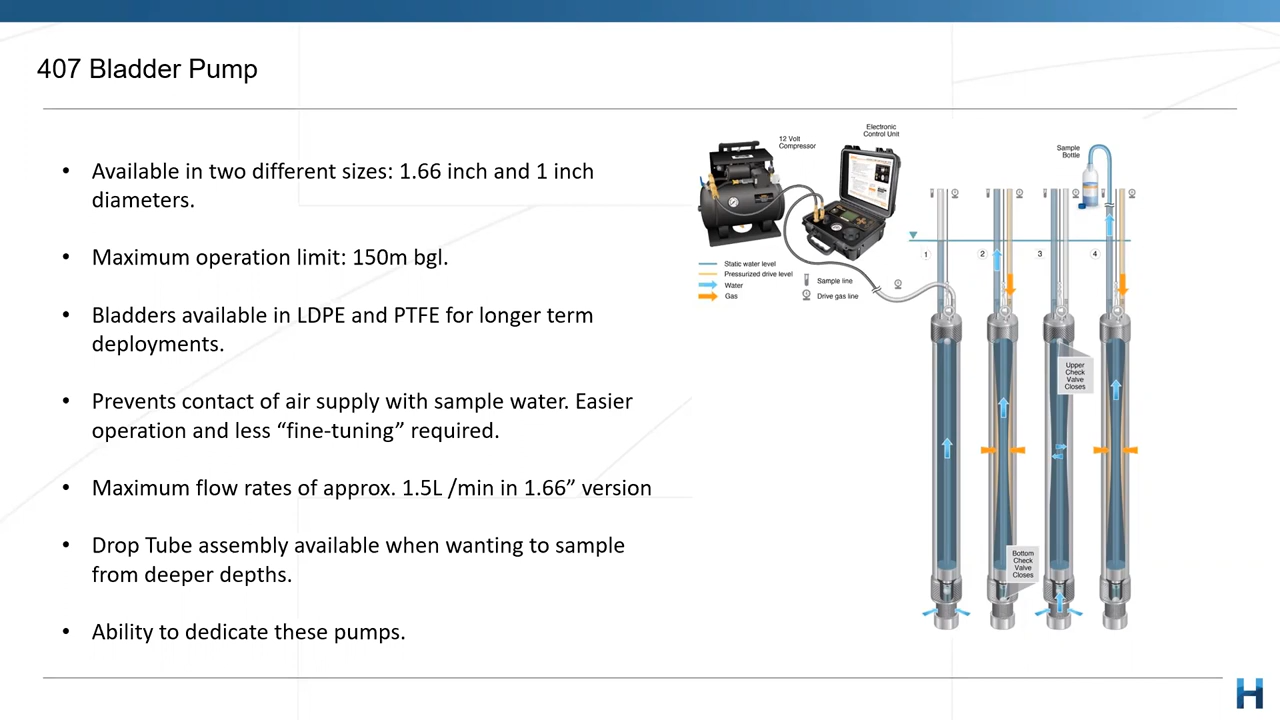 407 Bladder Pump
• Available in two different sizes: 1.66 inch and 1 inch
diameters.
• Maximum operation limit: 150m bgl.
• Bladders available in LDPE and PTFE for longer term
deployments.
• Prevents contact of air supply with sample water. Easier
operation and less “fine-tuning” required.
• Maximum flow rates of approx. 1.5L /min in 1.66” version
• Drop Tube assembly available when wanting to sample
from deeper depths.
• Ability to dedicate these pumps.
12 Volt
Compressor
Electronic
Control Unit
Sample
Bottle
Static water level
Pressurized drive level
Water
Gas
Sample line
Drive gas line
1
2
3
4
Upper
Check
Valve
Closes
Bottom
Check
Valve
Closes
H